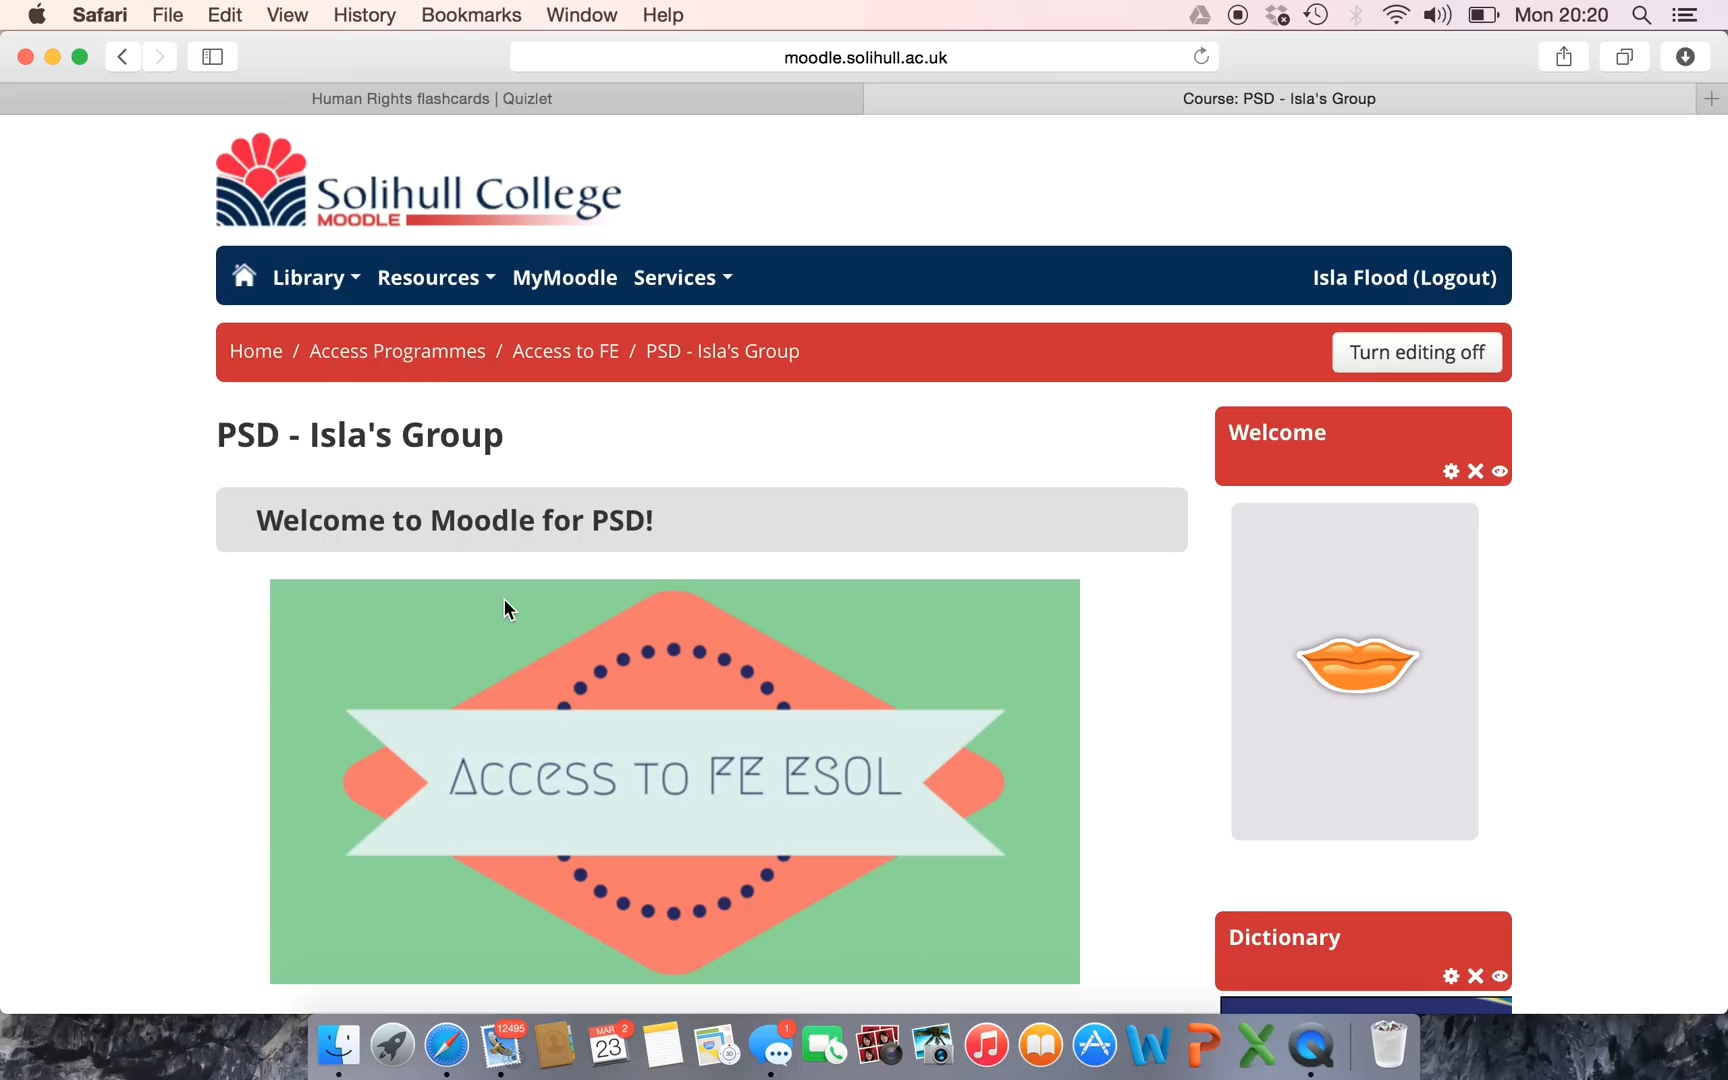 Safari File Edit View History Bookmarks Window Help Mon 20:20
moodle.solihull.ac.uk
Human Rights flashcards | Quizlet Course: PSD - Isla's Group
Solihull College
MOODLE
Library Resources MyMoodle Services Isla Flood (Logout)
Home / Access Programmes / Access to FE / PSD - Isla's Group Turn editing off
PSD - Isla's Group
Welcome
Welcome to Moodle for PSD!
Access to FE ESOL
Dictionary
12495
MAR 2
23
1
3D
W P X